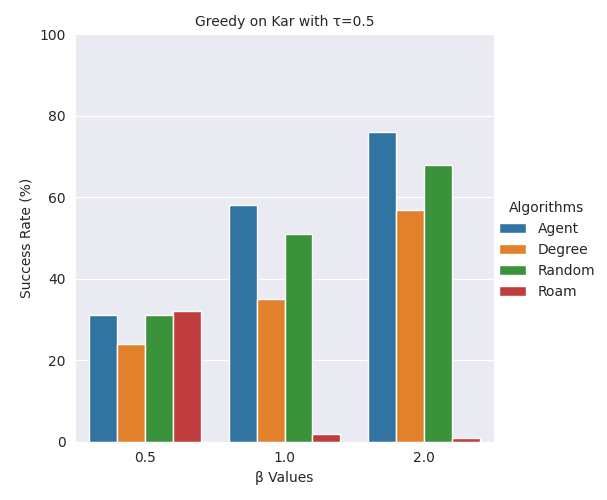 Greedy on Kar with τ=0.5
100
80
60
40
20
0
Success Rate (%)
0.5 1.0 2.0
β Values
Algorithms
Agent
Degree
Random
Roam